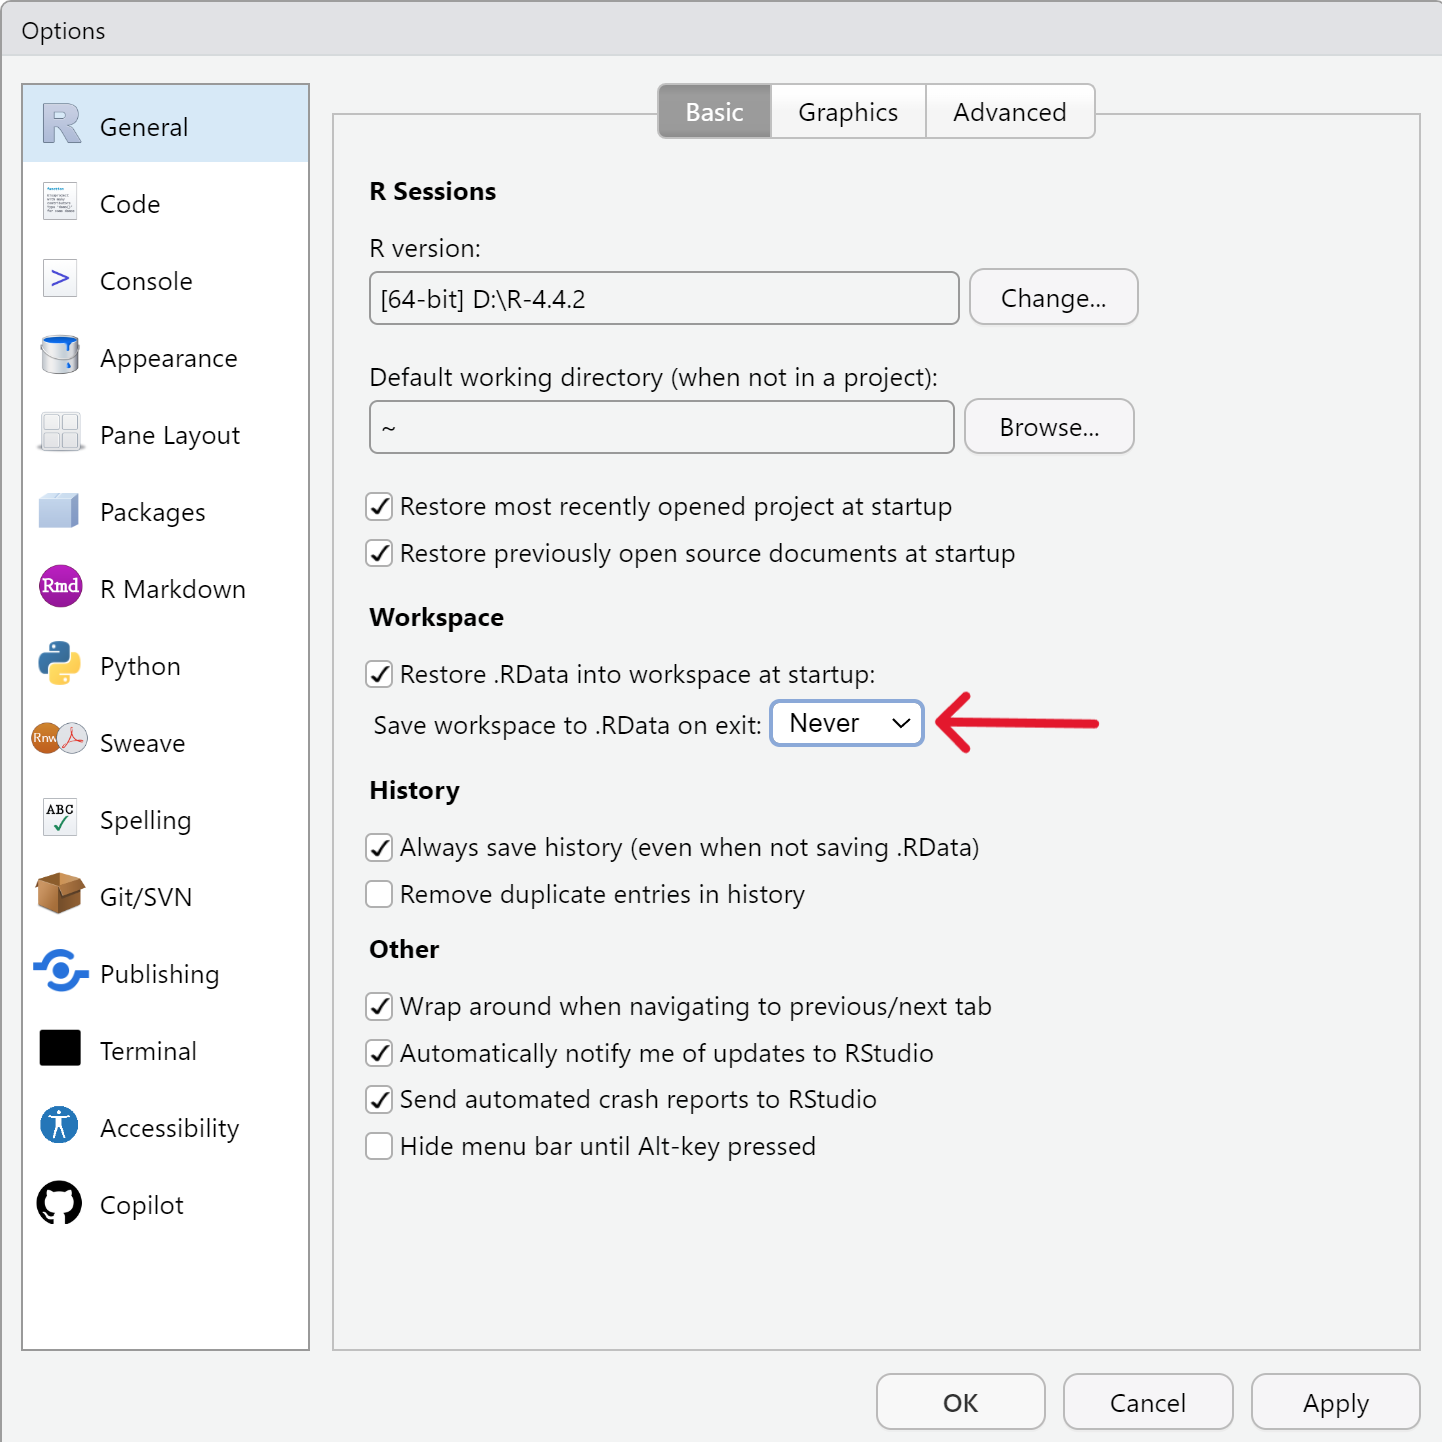 Options
General
Code
Console
Appearance
Pane Layout
Packages
Rmd R Markdown
Python
Rnw Sweave
ABC Spelling
Git/SVN
Publishing
Terminal
Accessibility
Copilot
Basic Graphics Advanced
R Sessions
R version:
[64-bit] D:\R-4.4.2 Change...
Default working directory (when not in a project):
~ Browse...
Restore most recently opened project at startup
Restore previously open source documents at startup
Workspace
Restore .RData into workspace at startup:
Save workspace to .RData on exit: Never
History
Always save history (even when not saving .RData)
Remove duplicate entries in history
Other
Wrap around when navigating to previous/next tab
Automatically notify me of updates to RStudio
Send automated crash reports to RStudio
Hide menu bar until Alt-key pressed
OK Cancel Apply